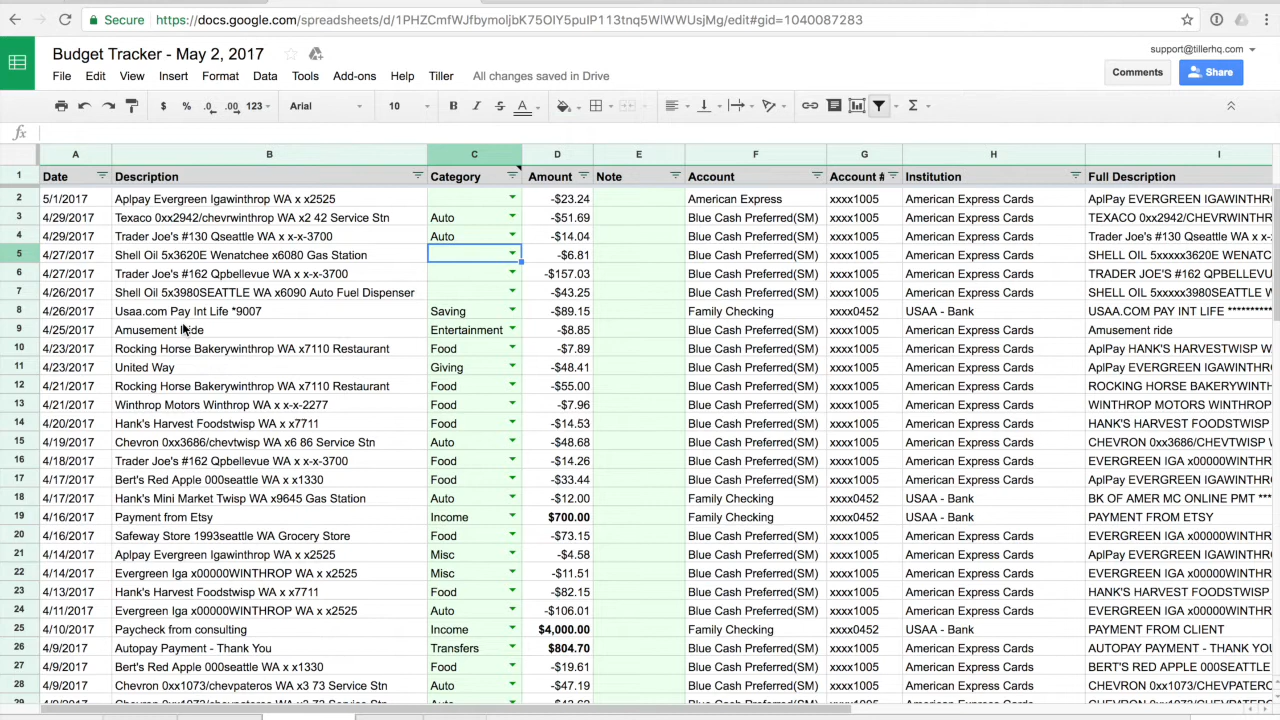 Secure https://docs.google.com/spreadsheets/d/1PHZCmfWJfbymoljbK75OlY5pulP113tnq5WlWWUsjMg/edit#gid=1040087283
Budget Tracker - May 2, 2017
support@tillerhq.com
File Edit View Insert Format Data Tools Add-ons Help Tiller All changes saved in Drive
Comments Share
$ % .0 .00 123 Arial 10 B I S A
fx
A B C D E F G H I
1 Date Description Category Amount Note Account Account # Institution Full Description
2 5/1/2017 Aplpay Evergreen Igawinthrop WA x x2525 -$23.24 American Express xxxx1005 American Express Cards AplPay EVERGREEN IGAWINTHR
3 4/29/2017 Texaco 0xx2942/chevrwinthrop WA x2 42 Service Stn Auto -$51.69 Blue Cash Preferred(SM) xxxx1005 American Express Cards TEXACO 0xx2942/CHEVRWINTHR
4 4/29/2017 Trader Joe's #130 Qseattle WA x x-x-3700 Auto -$14.04 Blue Cash Preferred(SM) xxxx1005 American Express Cards Trader Joe's #130 Qseattle WA x-
5 4/27/2017 Shell Oil 5x3620E Wenatchee x6080 Gas Station -$6.81 Blue Cash Preferred(SM) xxxx1005 American Express Cards SHELL OIL 5xxxxx3620E WENATC
6 4/27/2017 Trader Joe's #162 Qpbellevue WA x x-x-3700 -$157.03 Blue Cash Preferred(SM) xxxx1005 American Express Cards TRADER JOE'S #162 QPBELLEVU
7 4/26/2017 Shell Oil 5x3980SEATTLE WA x6090 Auto Fuel Dispenser -$43.25 Blue Cash Preferred(SM) xxxx1005 American Express Cards SHELL OIL 5xxxxx3980SEATTLE W
8 4/26/2017 Usaa.com Pay Int Life *9007 Saving -$89.15 Family Checking xxxx0452 USAA - Bank USAA.COM PAY INT LIFE **********
9 4/25/2017 Amusement Ride Entertainment -$8.85 Blue Cash Preferred(SM) xxxx1005 American Express Cards Amusement ride
10 4/23/2017 Rocking Horse Bakerywinthrop WA x7110 Restaurant Food -$7.89 Blue Cash Preferred(SM) xxxx1005 American Express Cards AplPay HANK'S HARVESTWISP W
11 4/23/2017 United Way Giving -$48.41 Blue Cash Preferred(SM) xxxx1005 American Express Cards AplPay EVERGREEN IGAWINTHR
12 4/21/2017 Rocking Horse Bakerywinthrop WA x7110 Restaurant Food -$55.00 Blue Cash Preferred(SM) xxxx1005 American Express Cards ROCKING HORSE BAKERYWINTH
13 4/21/2017 Winthrop Motors Winthrop WA x-x-2277 Food -$7.96 Blue Cash Preferred(SM) xxxx1005 American Express Cards WINTHROP MOTORS WINTHROP
14 4/20/2017 Hank's Harvest Foodstwisp WA x x7711 Food -$14.53 Blue Cash Preferred(SM) xxxx1005 American Express Cards HANK'S HARVEST FOODSTWISP
15 4/19/2017 Chevron 0xx3686/chevtwisp WA x6 86 Service Stn Auto -$48.68 Blue Cash Preferred(SM) xxxx1005 American Express Cards CHEVRON 0xx3686/CHEVTWISP W
16 4/18/2017 Trader Joe's #162 Qpbellevue WA x x-x-3700 Food -$14.26 Blue Cash Preferred(SM) xxxx1005 American Express Cards EVERGREEN IGA x00000WINTHR
17 4/17/2017 Bert's Red Apple 000seattle WA x x1330 Food -$33.44 Blue Cash Preferred(SM) xxxx1005 American Express Cards EVERGREEN IGA x00000WINTHR
18 4/17/2017 Hank's Mini Market Twisp WA x9645 Gas Station Auto -$12.00 Family Checking xxxx0452 USAA - Bank BK OF AMER MC ONLINE PMT ***
19 4/16/2017 Payment from Etsy Income $700.00 Family Checking xxxx0452 USAA - Bank PAYMENT FROM ETSY
20 4/16/2017 Safeway Store 1993seattle WA Grocery Store Food -$73.15 Blue Cash Preferred(SM) xxxx1005 American Express Cards EVERGREEN IGA x00000WINTHR
21 4/14/2017 Aplpay Evergreen Igawinthrop WA x x2525 Misc -$4.58 Blue Cash Preferred(SM) xxxx1005 American Express Cards AplPay EVERGREEN IGAWINTHR
22 4/14/2017 Evergreen Iga x00000WINTHROP WA x x2525 Misc -$11.51 Blue Cash Preferred(SM) xxxx1005 American Express Cards EVERGREEN IGA x00000WINTHR
23 4/13/2017 Hank's Harvest Foodstwisp WA x x7711 Food -$82.15 Blue Cash Preferred(SM) xxxx1005 American Express Cards HANK'S HARVEST FOODSTWISP
24 4/11/2017 Evergreen Iga x00000WINTHROP WA x x2525 Auto -$106.01 Blue Cash Preferred(SM) xxxx1005 American Express Cards EVERGREEN IGA x00000WINTHR
25 4/10/2017 Paycheck from consulting Income $4,000.00 Family Checking xxxx0452 USAA - Bank PAYMENT FROM CLIENT
26 4/9/2017 Autopay Payment - Thank You Transfers $804.70 Blue Cash Preferred(SM) xxxx1005 American Express Cards AUTOPAY PAYMENT - THANK YOU
27 4/9/2017 Bert's Red Apple 000seattle WA x x1330 Food -$19.61 Blue Cash Preferred(SM) xxxx1005 American Express Cards BERT'S RED APPLE 000SEATTLE
28 4/9/2017 Chevron 0xx1073/chevpateros WA x3 73 Service Stn Auto -$47.19 Blue Cash Preferred(SM) xxxx1005 American Express Cards CHEVRON 0xx1073/CHEVPATERO
29